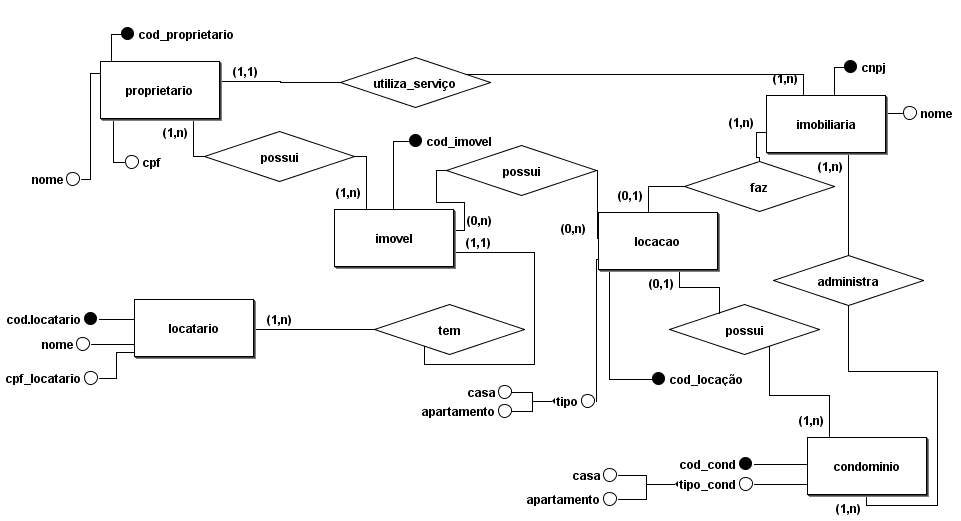 cod_proprietario
(1,1)
proprietario
utiliza_serviço
(1,n)
cnpj
nome
imobiliaria
(1,n)
(1,n)
possui
cpf
nome
cod_imovel
possui
(1,n)
faz
(1,n)
(0,1)
imovel
(0,n)
(1,1)
(0,n)
locacao
(0,1)
administra
cod.locatario
locatario
(1,n)
tem
possui
nome
cpf_locatario
cod_locação
casa
tipo
apartamento
(1,n)
cod_cond
condominio
casa
tipo_cond
apartamento
(1,n)